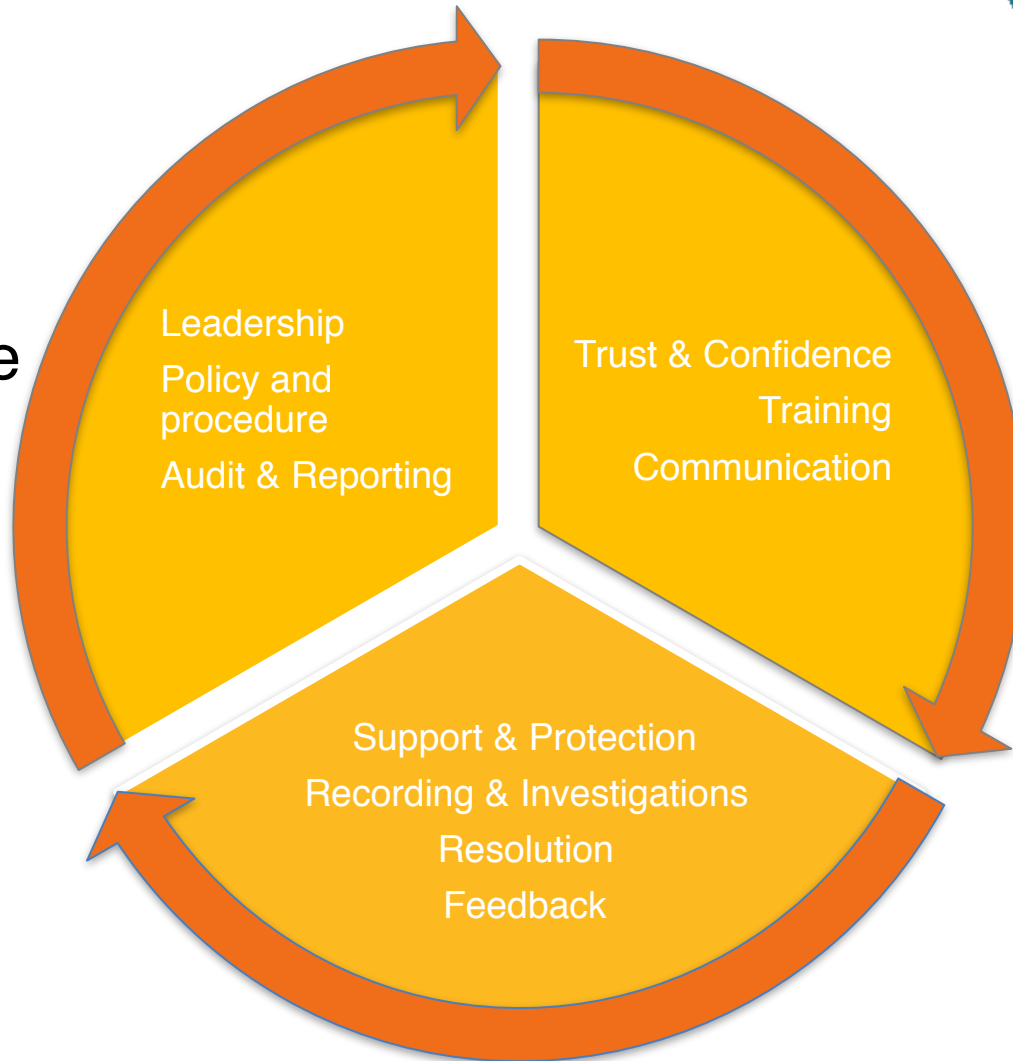 e
Leadership
Policy and
procedure
Audit & Reporting
Trust & Confidence
Training
Communication
Support & Protection
Recording & Investigations
Resolution
Feedback